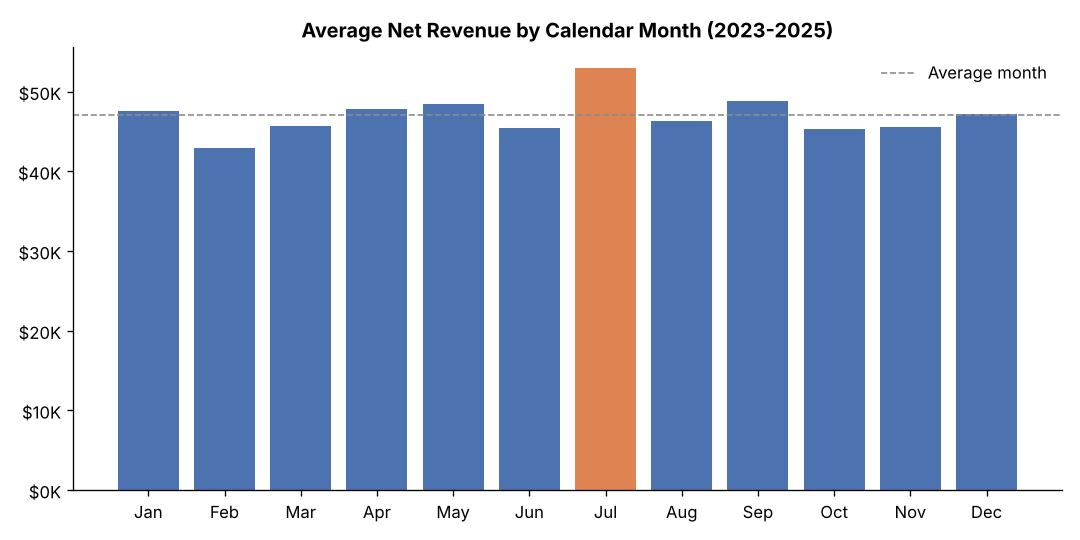 Average Net Revenue by Calendar Month (2023-2025)
Average month
$50K
$40K
$30K
$20K
$10K
$0K
Jan Feb Mar Apr May Jun Jul Aug Sep Oct Nov Dec